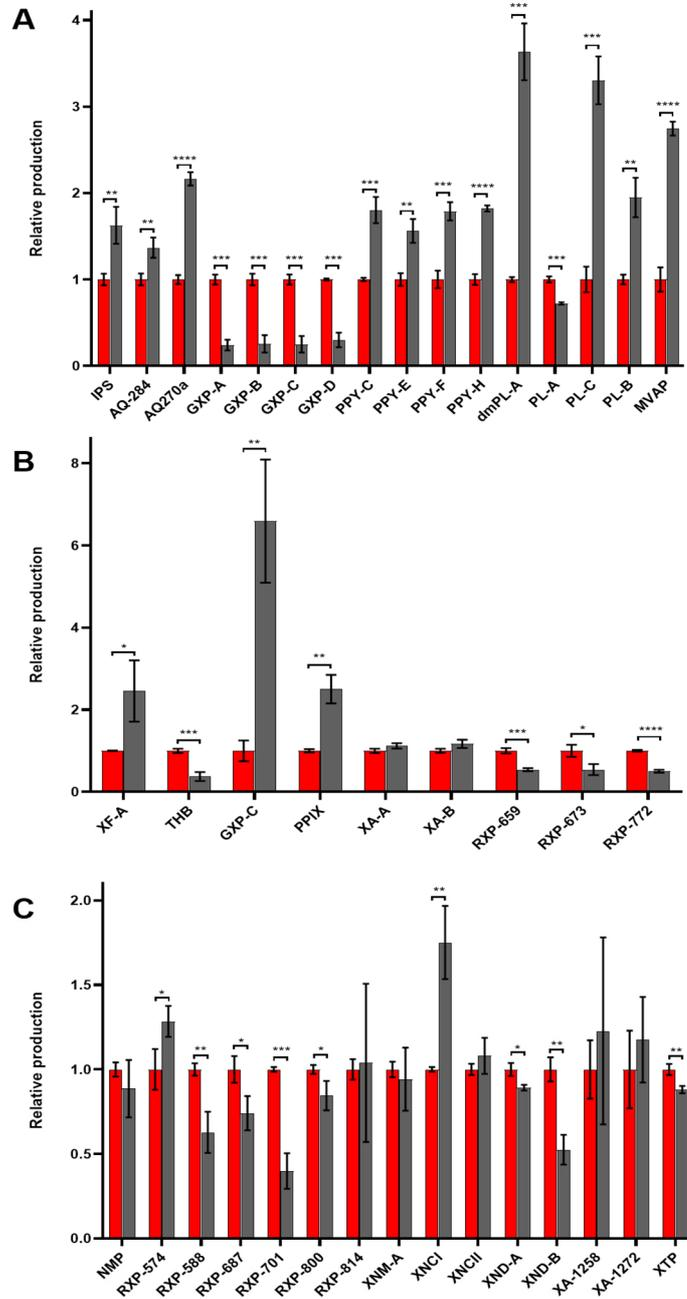 A
Relative production
4
3
2
1
0
** ** **** *** *** *** *** *** ** *** **** *** *** *** ** ****
IPS AQ-284 AQ270a GXP-A GXP-B GXP-C GXP-D PPY-C PPY-E PPY-F PPY-H dmPL-A PL-A PL-C PL-B MVAP
B
Relative production
8
6
4
2
0
* *** ** ** *** * ****
XF-A THB GXP-C PPIX XA-A XA-B RXP-659 RXP-673 RXP-772
C
Relative production
2.0
1.5
1.0
0.5
0.0
* ** * *** * ** * ** **
NMP RXP-574 RXP-588 RXP-687 RXP-701 RXP-800 RXP-814 XNM-A XNCI XNCII XND-A XND-B XA-1258 XA-1272 XTP